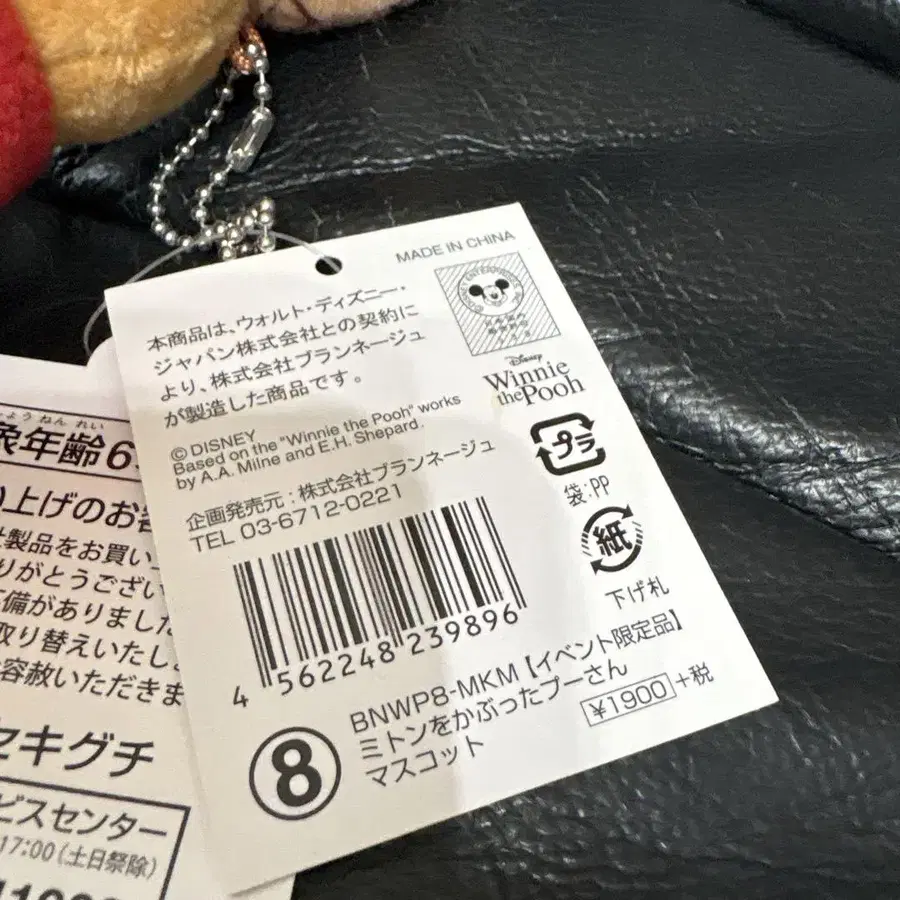 MADE IN CHINA
本商品は、ウォルト・ディズニー・
ジャパン株式会社との契約に
より、株式会社ブランネージュ
が製造した商品です。
Disney
Winnie
the Pooh
©DISNEY
Based on the "Winnie the Pooh" works
by A.A. Milne and E.H. Shepard.
プラ
袋:PP
企画発売元:株式会社ブランネージュ
TEL 03-6712-0221
紙
下げ札
4 562248 239896
8
BNWP8-MKM【イベント限定品】
ミトンをかぶったプーさん
マスコット
¥1900+税
ょうねんれい
象年齢6
上げのお客
製品をお買い
りがとうござい
備がありました
取り替えいたし
容赦いただきま
セキグチ
ビスセンター
17:00(土日祭除)